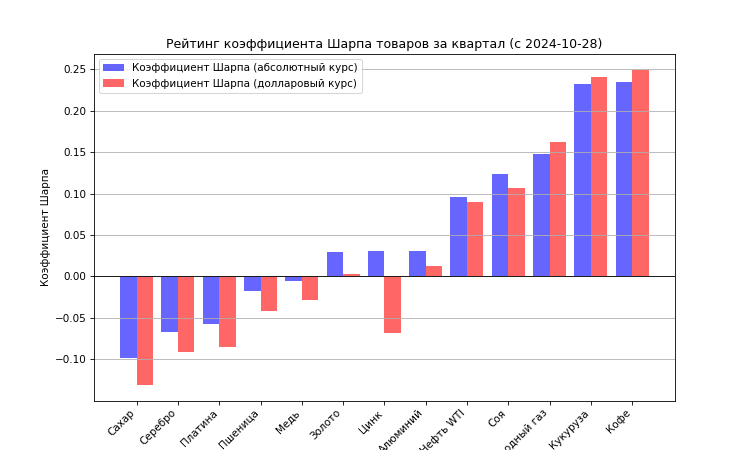 Рейтинг коэффициента Шарпа товаров за квартал (с 2024-10-28)
Коэффициент Шарпа (абсолютный курс)
Коэффициент Шарпа (долларовый курс)
Коэффициент Шарпа
0.25
0.20
0.15
0.10
0.05
0.00
−0.05
−0.10
Сахар
Серебро
Платина
Пшеница
Медь
Золото
Цинк
Алюминий
Нефть WTI
Соя
газ
Кукуруза
Кофе